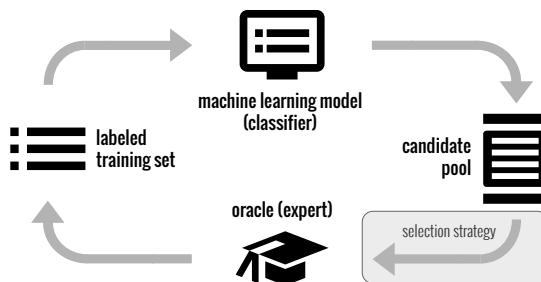 machine learning model
(classifier)
labeled
training set
candidate
pool
oracle (expert)
selection strategy